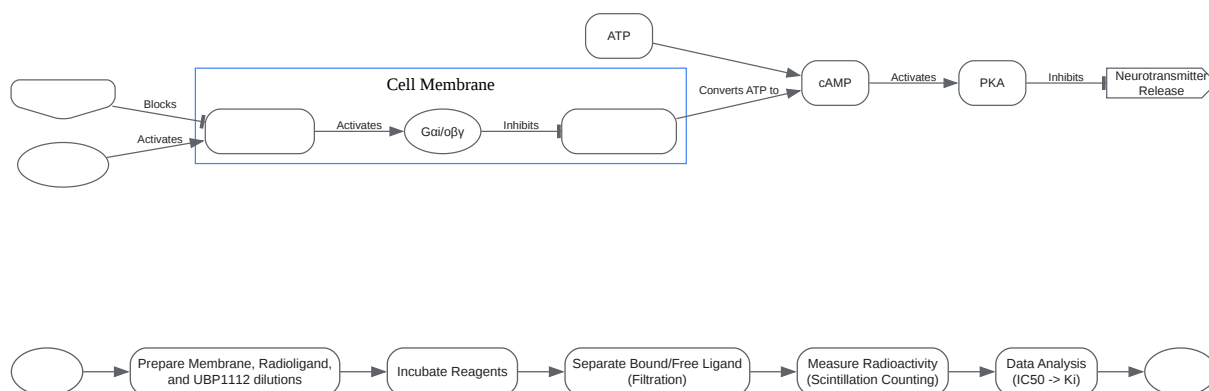 ATP
Cell Membrane
Blocks
Activates
Activates
Gαi/oβγ
Inhibits
Converts ATP to
cAMP
Activates
PKA
Inhibits
Neurotransmitter
Release
Prepare Membrane, Radioligand,
and UBP1112 dilutions
Incubate Reagents
Separate Bound/Free Ligand
(Filtration)
Measure Radioactivity
(Scintillation Counting)
Data Analysis
(IC50 -> Ki)